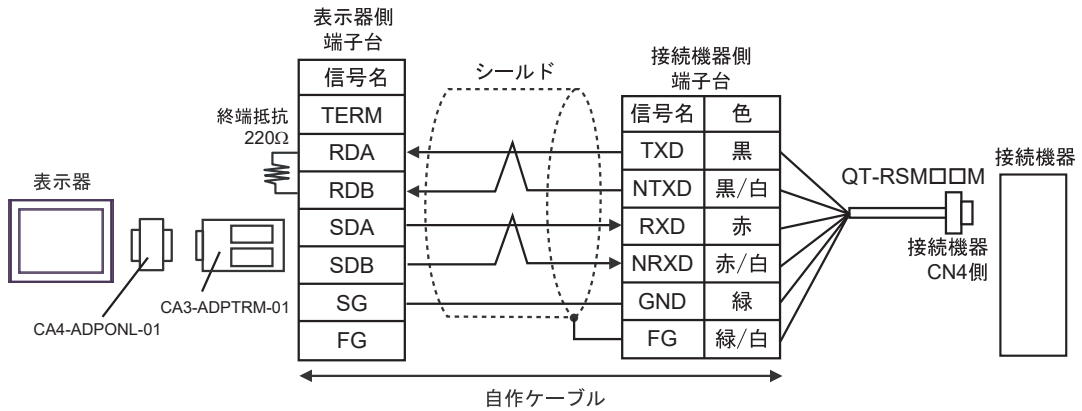 表示器側
端子台
信号名
TERM
RDA
RDB
SDA
SDB
SG
FG
終端抵抗
220Ω
表示器
CA4-ADPONL-01
CA3-ADPTRM-01
シールド
接続機器側
端子台
信号名 色
TXD 黒
NTXD 黒/白
RXD 赤
NRXD 赤/白
GND 緑
FG 緑/白
QT-RSM□□M
接続機器
CN4側
接続機器
自作ケーブル